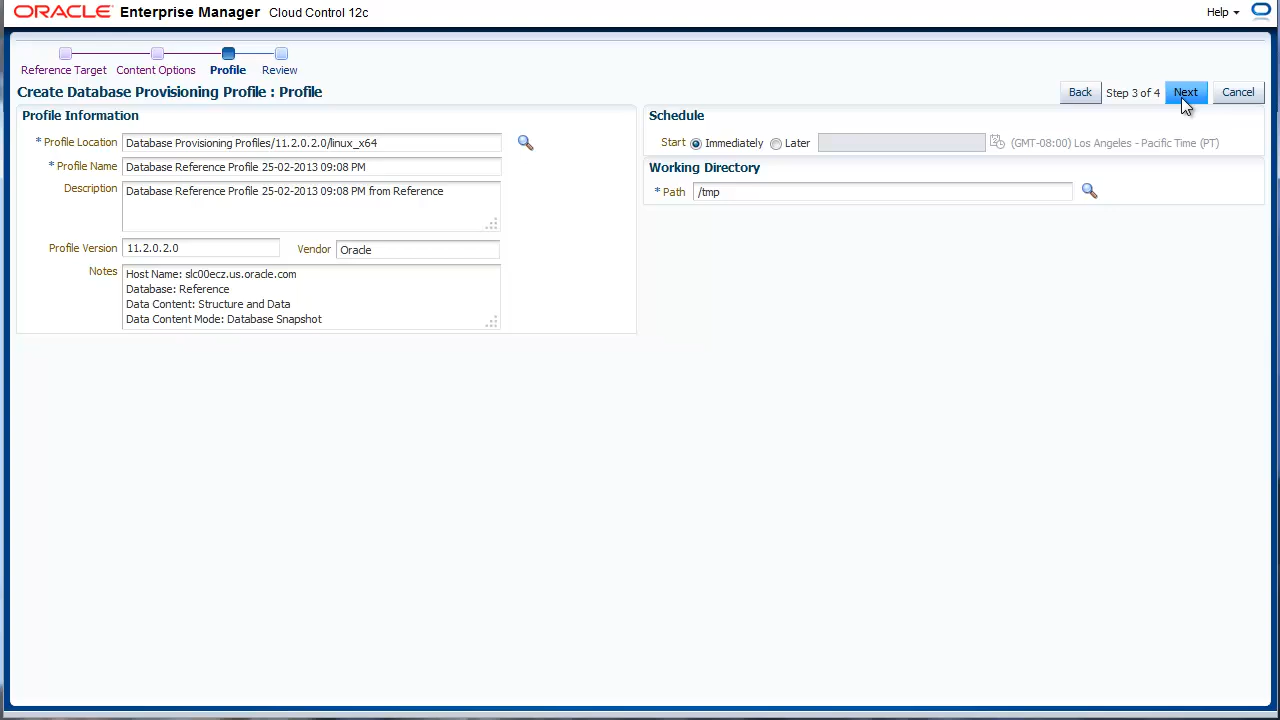 ORACLE Enterprise Manager Cloud Control 12c
Help
Reference Target Content Options Profile Review
Create Database Provisioning Profile : Profile
Back Step 3 of 4 Next Cancel
Profile Information
* Profile Location Database Provisioning Profiles/11.2.0.2.0/linux_x64
* Profile Name Database Reference Profile 25-02-2013 09:08 PM
Description Database Reference Profile 25-02-2013 09:08 PM from Reference
Profile Version 11.2.0.2.0 Vendor Oracle
Notes Host Name: slc00ecz.us.oracle.com
Database: Reference
Data Content: Structure and Data
Data Content Mode: Database Snapshot
Schedule
Start Immediately Later (GMT-08:00) Los Angeles - Pacific Time (PT)
Working Directory
* Path /tmp